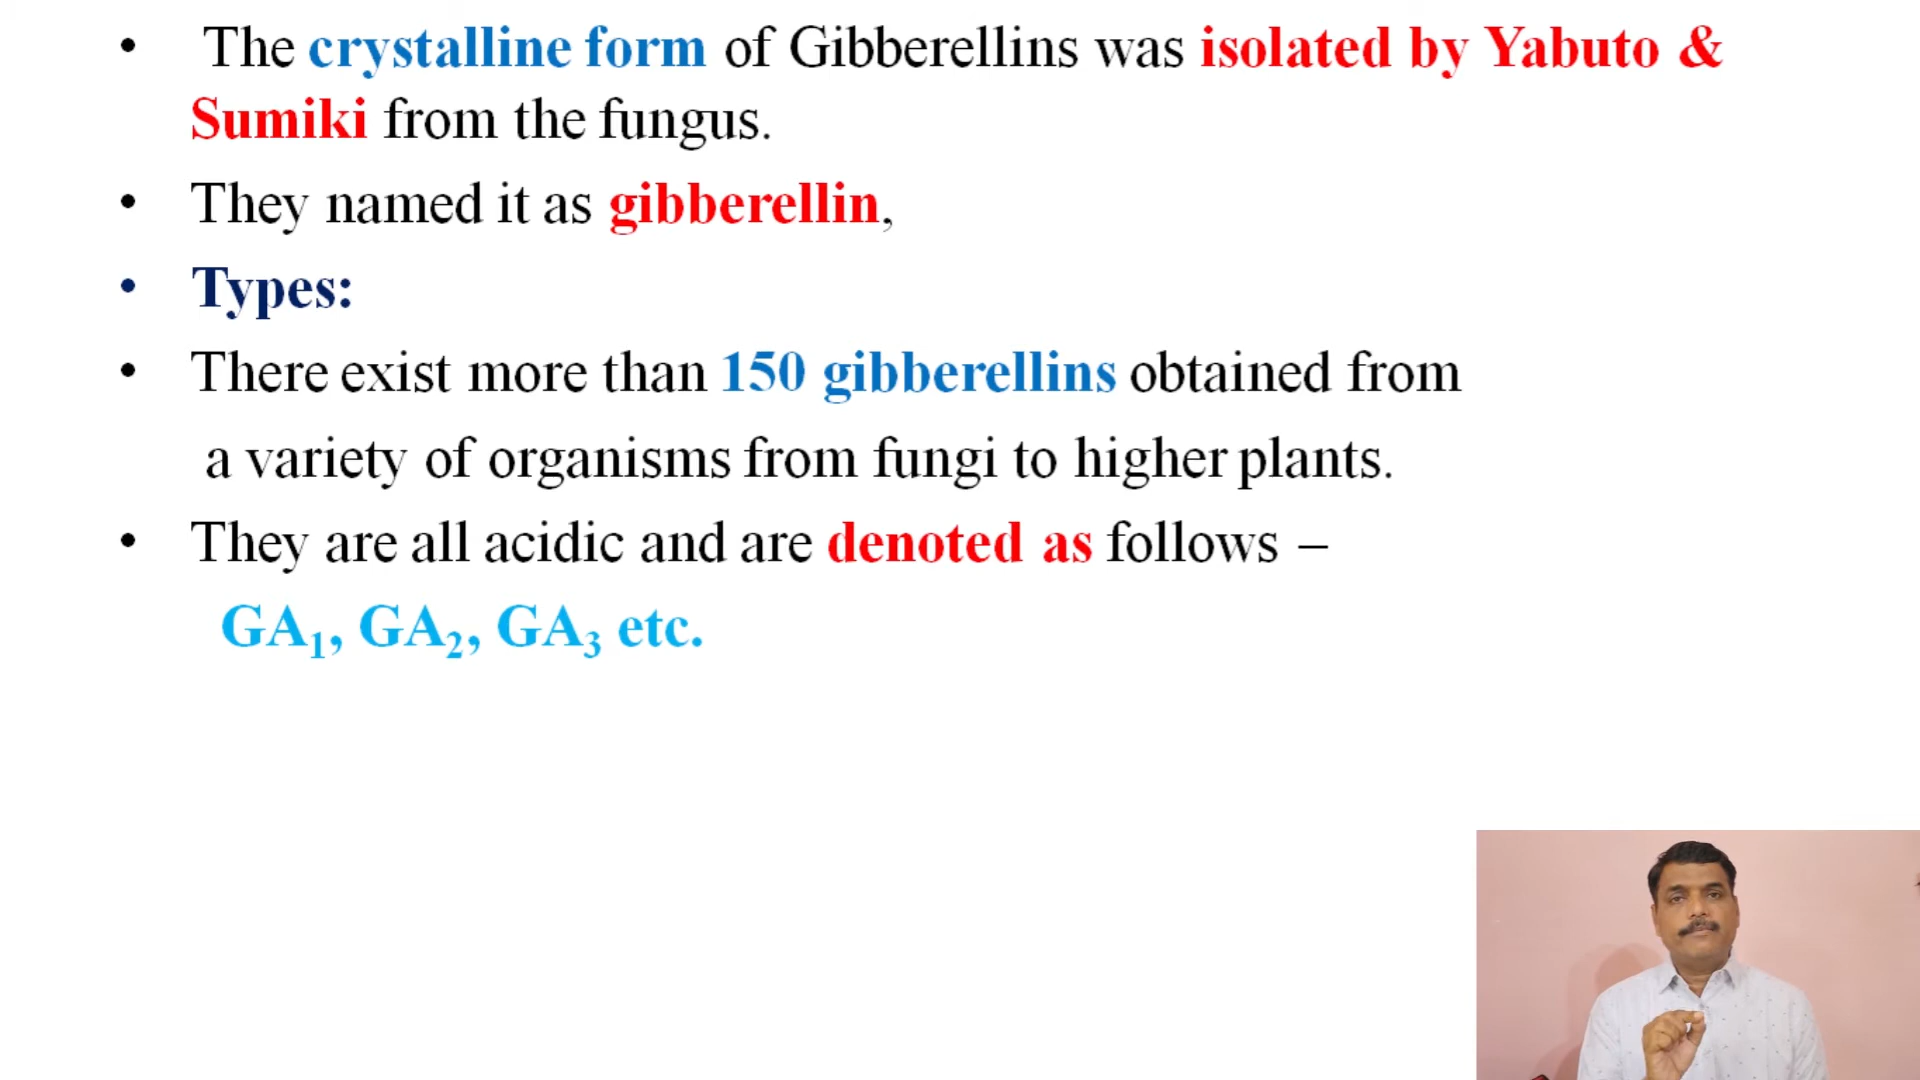 • The crystalline form of Gibberellins was isolated by Yabuto &
Sumiki from the fungus.
• They named it as gibberellin,
• Types:
• There exist more than 150 gibberellins obtained from
a variety of organisms from fungi to higher plants.
• They are all acidic and are denoted as follows –
GA₁, GA₂, GA₃ etc.